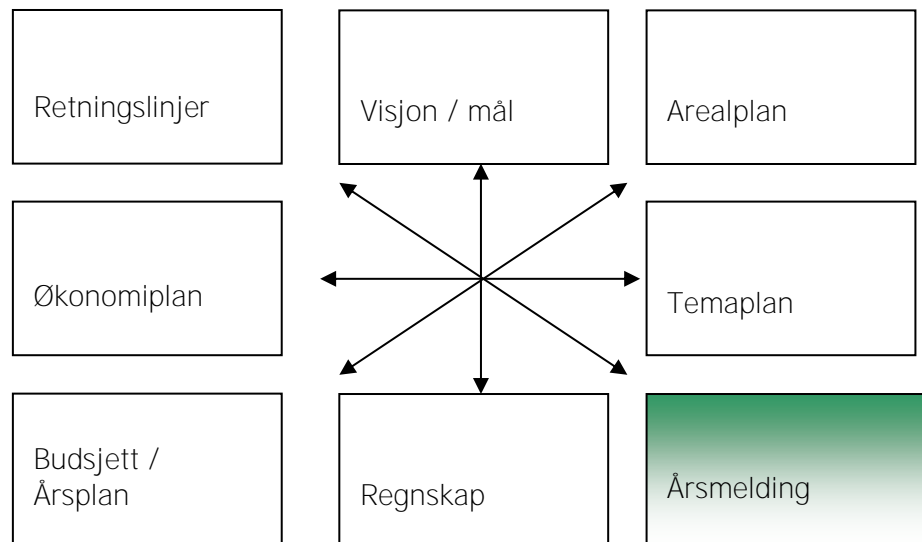 Retningslinjer
Visjon / mål
Arealplan
Økonomiplan
Temaplan
Budsjett /
Årsplan
Regnskap
Årsmelding